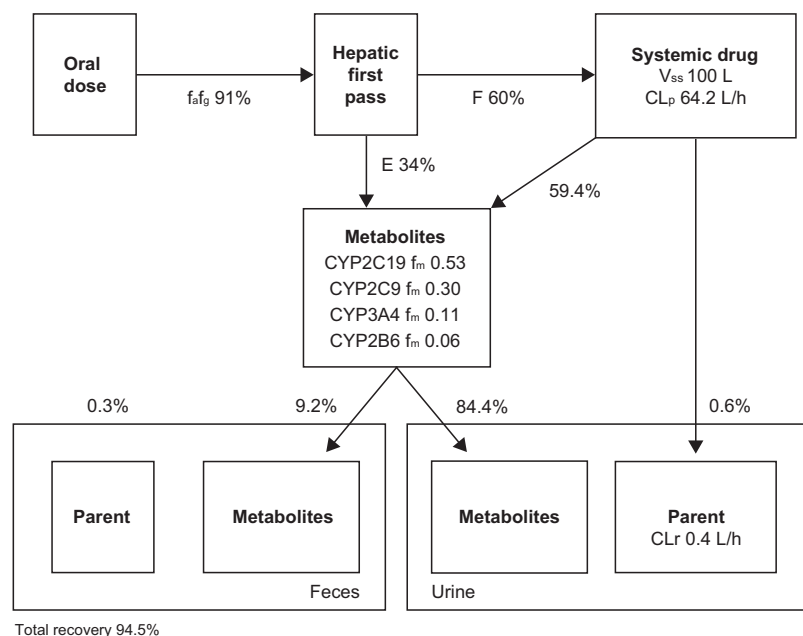 Oral
dose
fafg 91%
Hepatic
first
pass
F 60%
Systemic drug
Vss 100 L
CLp 64.2 L/h
E 34%
59.4%
Metabolites
CYP2C19 fm 0.53
CYP2C9 fm 0.30
CYP3A4 fm 0.11
CYP2B6 fm 0.06
0.3%
9.2%
84.4%
0.6%
Parent
Metabolites
Feces
Metabolites
Parent
CLr 0.4 L/h
Urine
Total recovery 94.5%